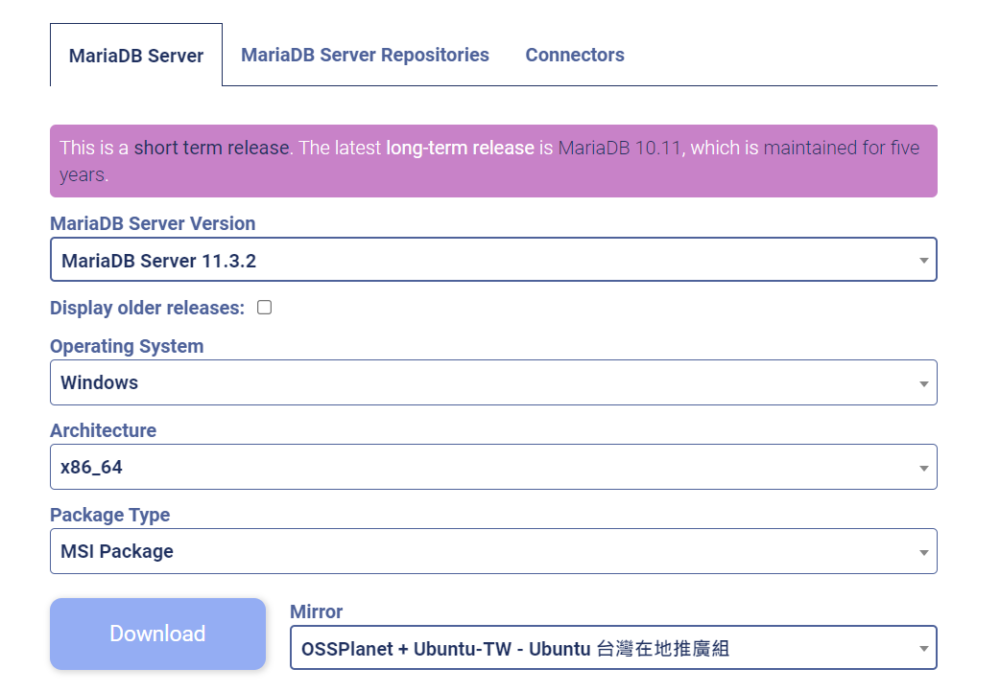 MariaDB Server MariaDB Server Repositories Connectors
This is a short term release. The latest long-term release is MariaDB 10.11, which is maintained for five
years.
MariaDB Server Version
MariaDB Server 11.3.2
Display older releases:
Operating System
Windows
Architecture
x86_64
Package Type
MSI Package
Download
Mirror
OSSPlanet + Ubuntu-TW - Ubuntu 台灣在地推廣組